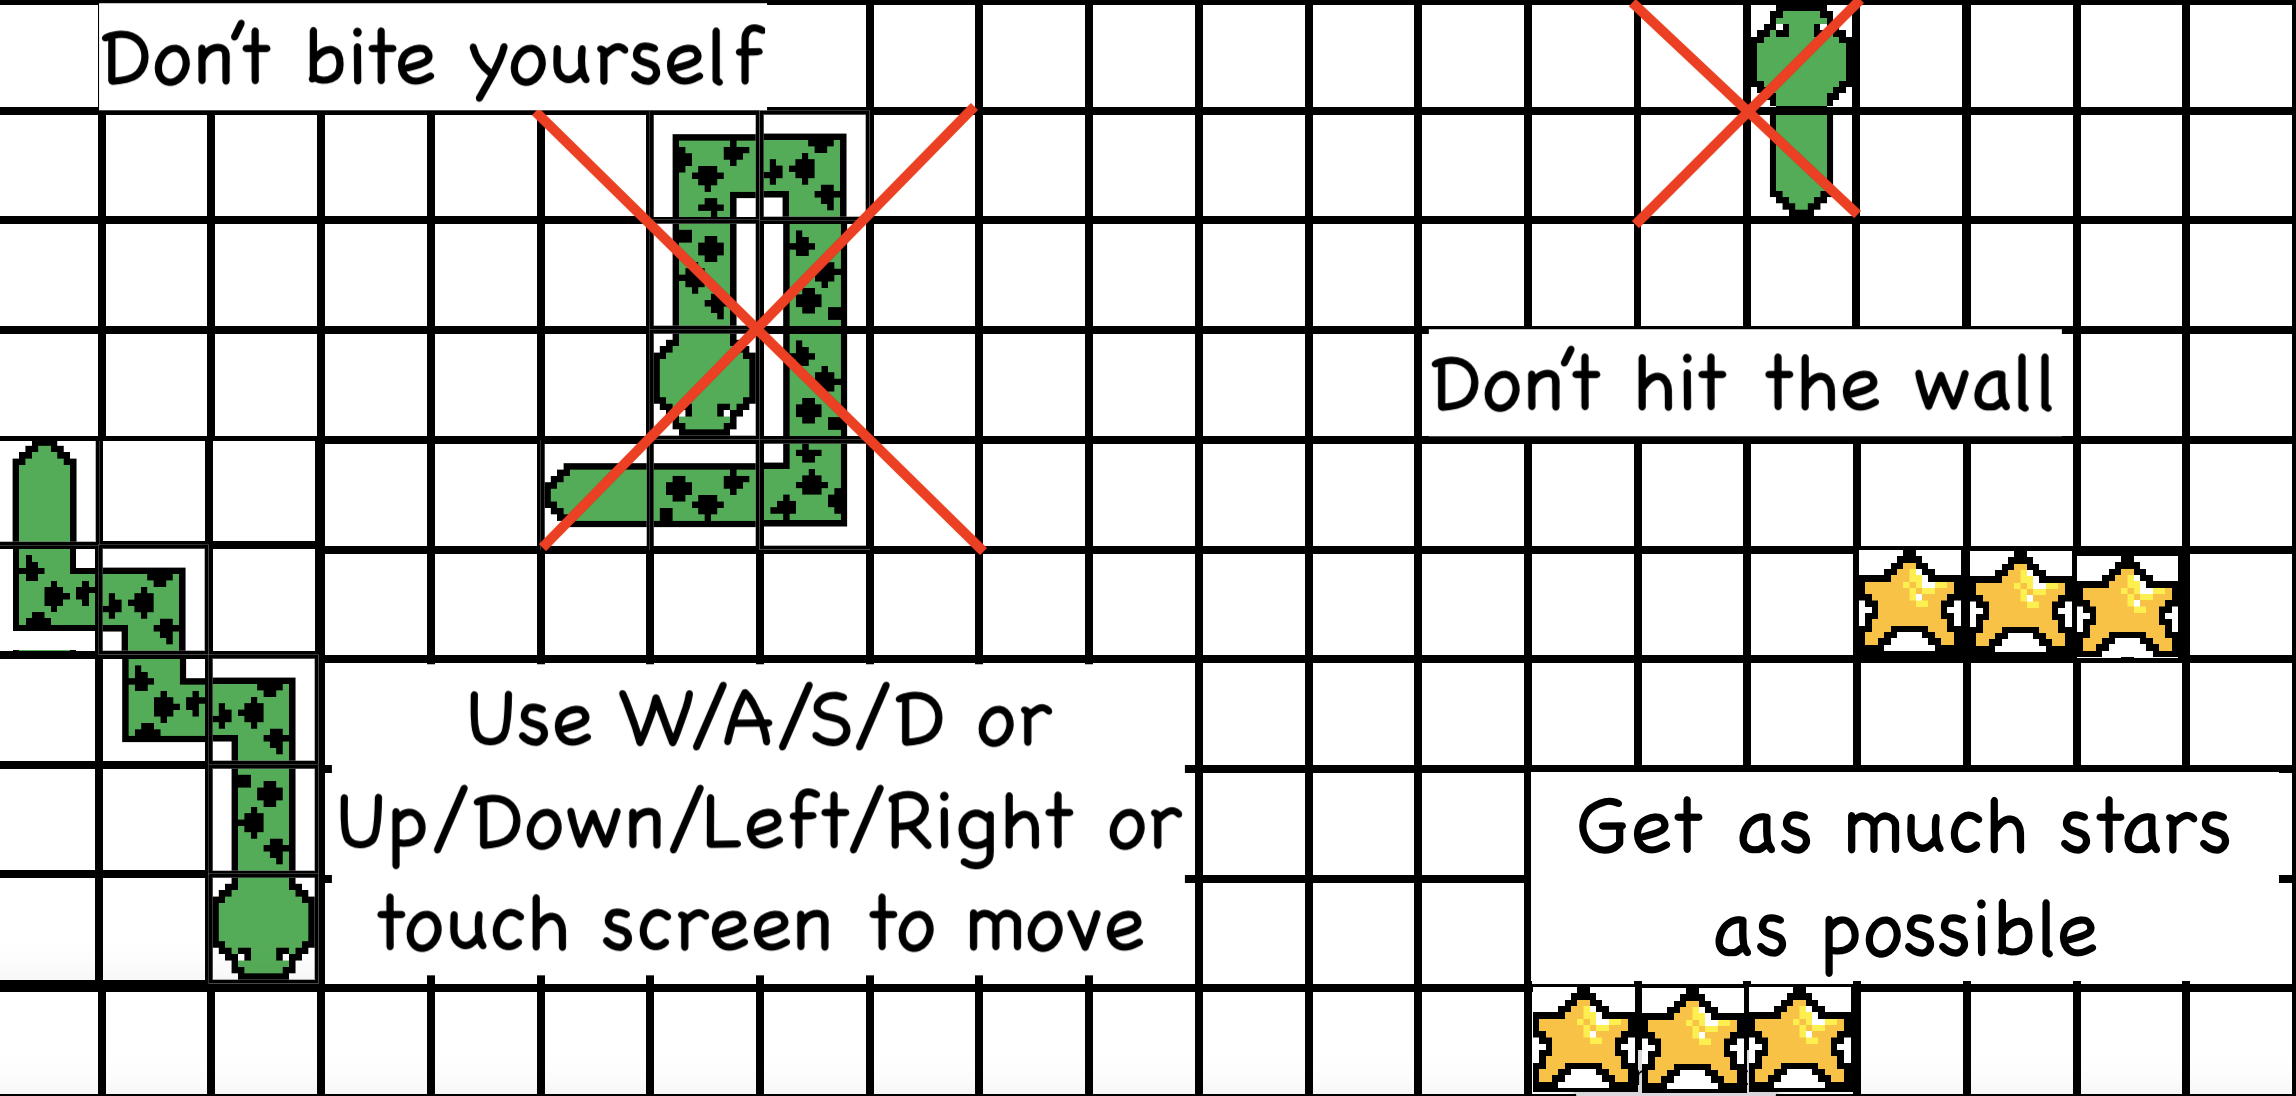 Don't bite yourself
Don't hit the wall
Use W/A/S/D or
Up/Down/Left/Right or
touch screen to move
Get as much stars
as possible